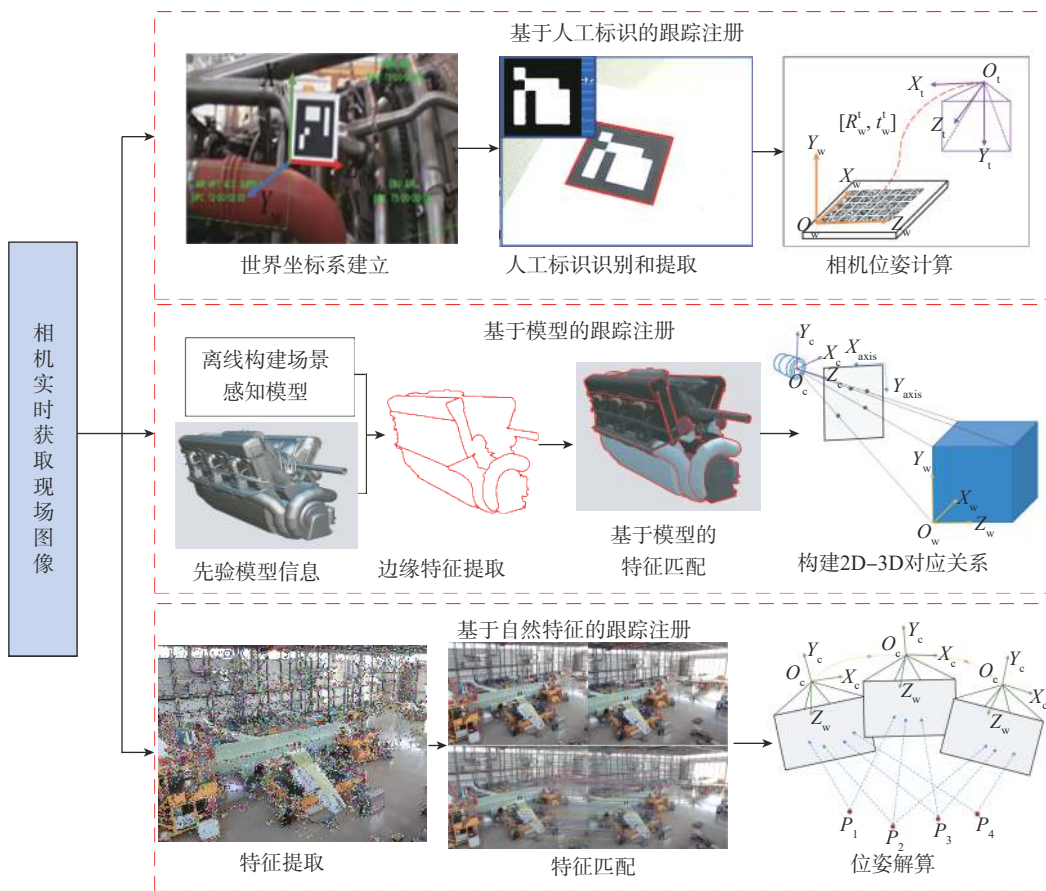 相机实时获取现场图像
基于人工标识的跟踪注册
Y
世界坐标系建立
人工标识识别和提取
O_t
X_t
[R_w^t, t_w^t]
Z_t
Y_w
Y_t
X_w
O_w
Z_w
相机位姿计算
基于模型的跟踪注册
离线构建场景
感知模型
先验模型信息
边缘特征提取
基于模型的
特征匹配
Y_c
X_c
X_axis
Z_c
O_c
Y_axis
Y_w
X_w
O_w
Z_w
构建2D–3D对应关系
基于自然特征的跟踪注册
特征提取
特征匹配
Y_c
O_c
X_c
Z_w
Y_c
O_c
X_c
Z_w
Y_c
O_c
X_c
Z_w
P_1
P_2
P_3
P_4
位姿解算